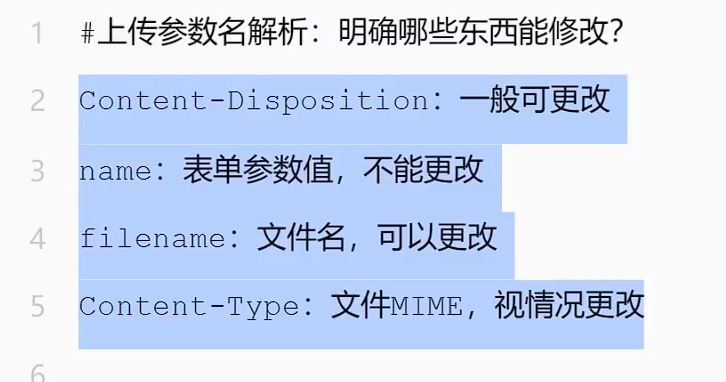 1 #上传参数名解析：明确哪些东西能修改？
2 Content-Disposition：一般可更改
3 name：表单参数值，不能更改
4 filename：文件名，可以更改
5 Content-Type：文件MIME，视情况更改
6